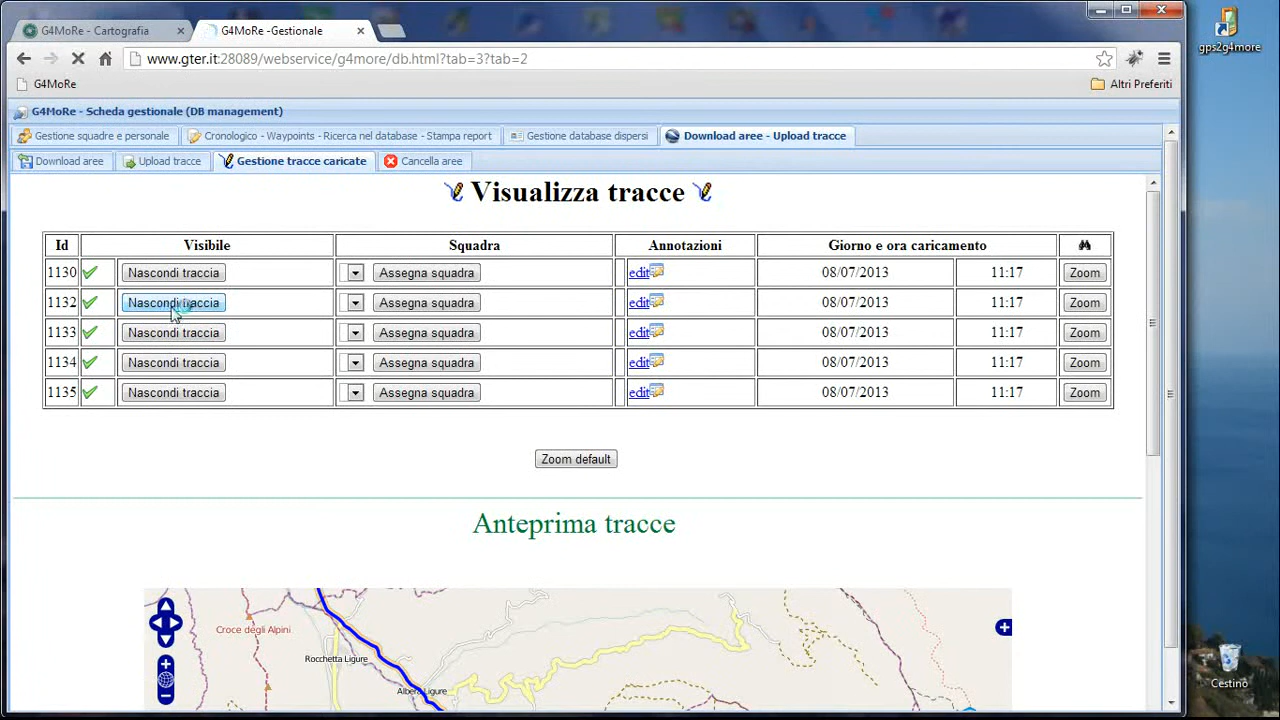 G4MoRe - Cartografia
G4MoRe -Gestionale
www.gter.it:28089/webservice/g4more/db.html?tab=3?tab=2
G4MoRe
Altri Preferiti
G4MoRe - Scheda gestionale (DB management)
Gestione squadre e personale
Cronologico - Waypoints - Ricerca nel database - Stampa report
Gestione database dispersi
Download aree - Upload tracce
Download aree
Upload tracce
Gestione tracce caricate
Cancella aree
Visualizza tracce
Id Visibile Squadra Annotazioni Giorno e ora caricamento
1130 Nascondi traccia Assegna squadra edit 08/07/2013 11:17 Zoom
1132 Nascondi traccia Assegna squadra edit 08/07/2013 11:17 Zoom
1133 Nascondi traccia Assegna squadra edit 08/07/2013 11:17 Zoom
1134 Nascondi traccia Assegna squadra edit 08/07/2013 11:17 Zoom
1135 Nascondi traccia Assegna squadra edit 08/07/2013 11:17 Zoom
Zoom default
Anteprima tracce
Croce degli Alpini
Rocchetta Ligure
Albera Ligure
gps2g4more
Cestino